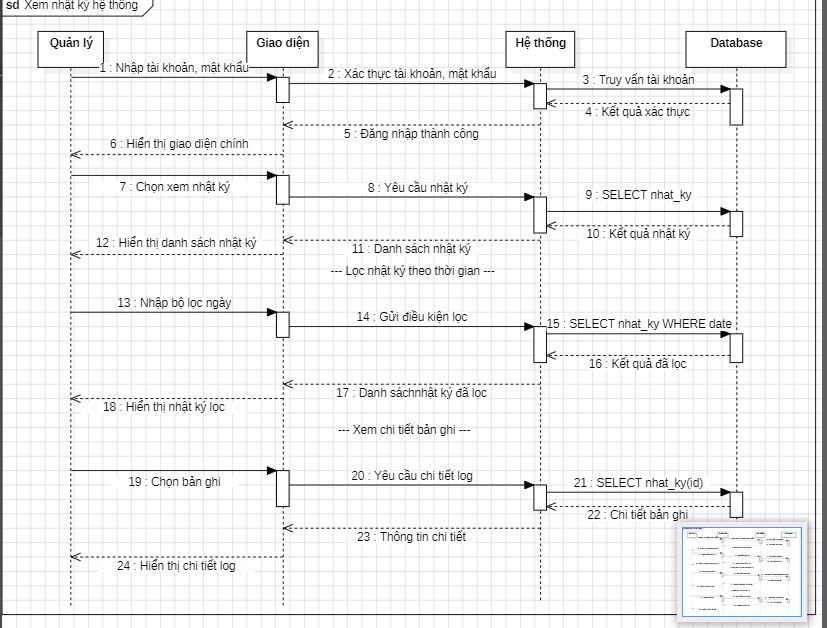 sd Xem nhật ký hệ thống
Quản lý
Giao diện
Hệ thống
Database
1 : Nhập tài khoản, mật khẩu
2 : Xác thực tài khoản, mật khẩu
3 : Truy vấn tài khoản
4 : Kết quả xác thực
5 : Đăng nhập thành công
6 : Hiển thị giao diện chính
7 : Chọn xem nhật ký
8 : Yêu cầu nhật ký
9 : SELECT nhat_ky
10 : Kết quả nhật ký
11 : Danh sách nhật ký
12 : Hiển thị danh sách nhật ký
--- Lọc nhật ký theo thời gian ---
13 : Nhập bộ lọc ngày
14 : Gửi điều kiện lọc
15 : SELECT nhat_ky WHERE date
16 : Kết quả đã lọc
17 : Danh sáchnhật ký đã lọc
18 : Hiển thị nhật ký lọc
--- Xem chi tiết bản ghi ---
19 : Chọn bản ghi
20 : Yêu cầu chi tiết log
21 : SELECT nhat_ky(id)
22 : Chi tiết bản ghi
23 : Thông tin chi tiết
24 : Hiển thị chi tiết log